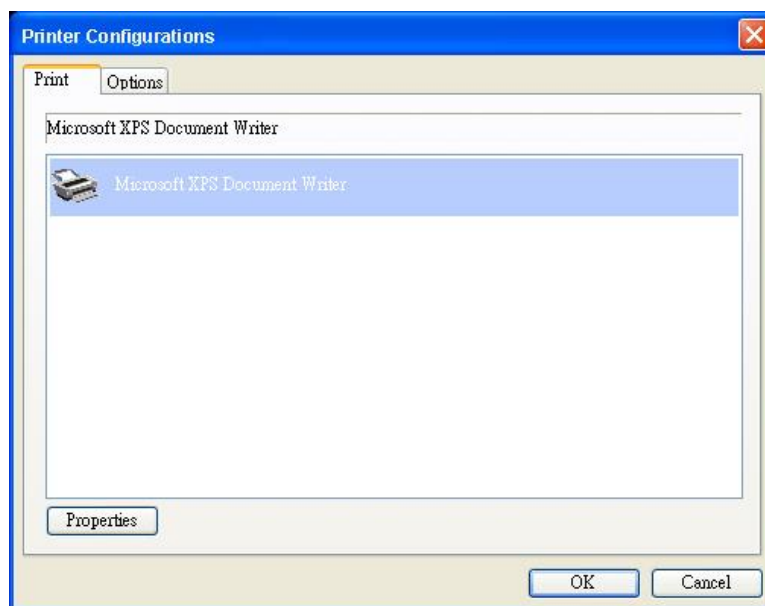 Printer Configurations
Print
Options
Microsoft XPS Document Writer
Microsoft XPS Document Writer
Properties
OK
Cancel